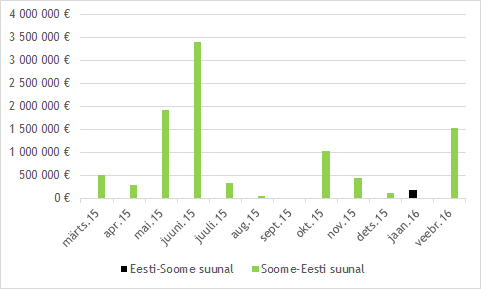 4 000 000 €
3 500 000 €
3 000 000 €
2 500 000 €
2 000 000 €
1 500 000 €
1 000 000 €
500 000 €
0 €
märts.15
apr.15
mai.15
juuni.15
juuli.15
aug.15
sept.15
okt.15
nov.15
dets.15
jaan.16
veebr.16
Eesti-Soome suunal
Soome-Eesti suunal